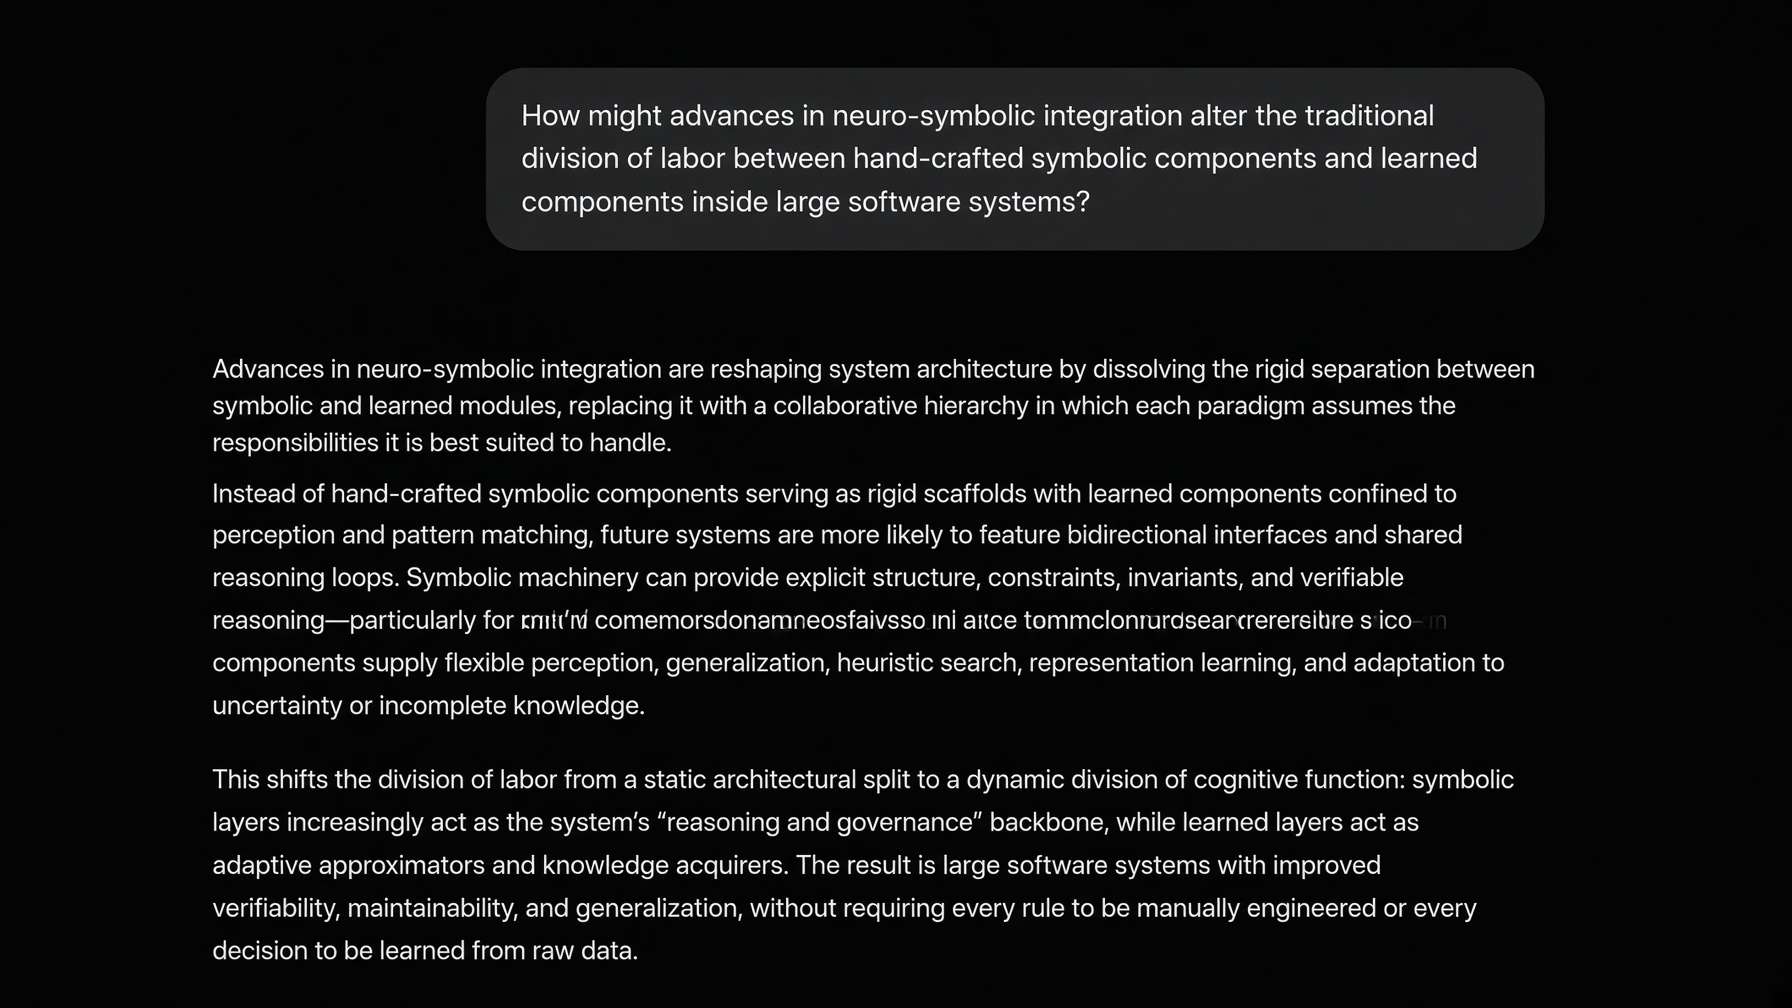 How might advances in neuro-symbolic integration alter the traditional
division of labor between hand-crafted symbolic components and learned
components inside large software systems?
Advances in neuro-symbolic integration are reshaping system architecture by dissolving the rigid separation between
symbolic and learned modules, replacing it with a collaborative hierarchy in which each paradigm assumes the
responsibilities it is best suited to handle.
Instead of hand-crafted symbolic components serving as rigid scaffolds with learned components confined to
perception and pattern matching, future systems are more likely to feature bidirectional interfaces and shared
reasoning loops. Symbolic machinery can provide explicit structure, constraints, invariants, and verifiable
reasoning—particularly for
components supply flexible perception, generalization, heuristic search, representation learning, and adaptation to
uncertainty or incomplete knowledge.
This shifts the division of labor from a static architectural split to a dynamic division of cognitive function: symbolic
layers increasingly act as the system’s “reasoning and governance” backbone, while learned layers act as
adaptive approximators and knowledge acquirers. The result is large software systems with improved
verifiability, maintainability, and generalization, without requiring every rule to be manually engineered or every
decision to be learned from raw data.